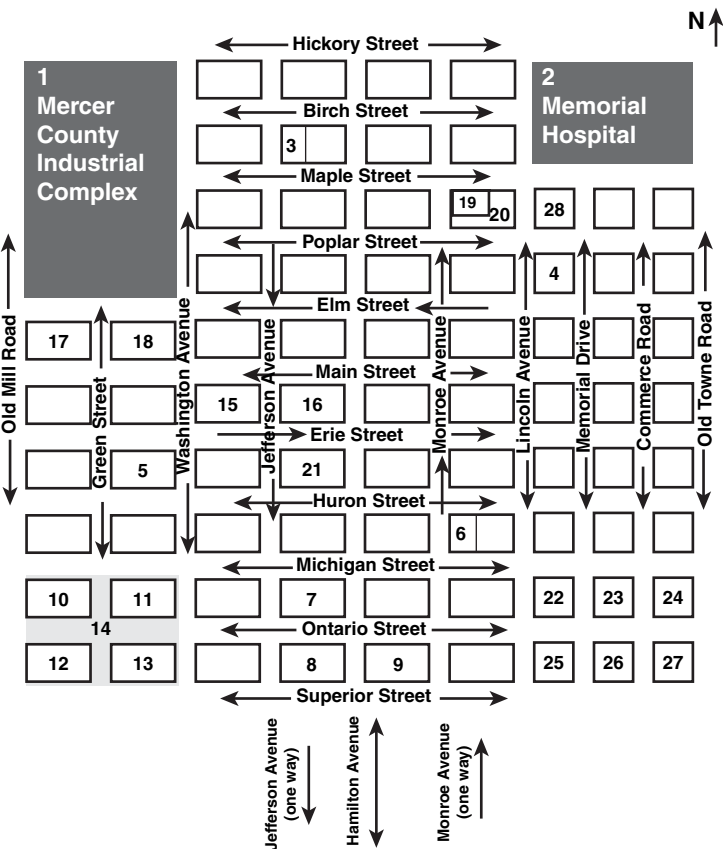 N
Hickory Street
1
Mercer
County
Industrial
Complex
2
Memorial
Hospital
Birch Street
3
Maple Street
19
20
28
Poplar Street
4
Elm Street
17
18
Main Street
15
16
Erie Street
5
21
Huron Street
6
Michigan Street
10
11
7
22
23
24
14
Ontario Street
12
13
8
9
25
26
27
Superior Street
Old Mill Road
Green Street
Washington Avenue
Jefferson Avenue
Monroe Avenue
Lincoln Avenue
Memorial Drive
Commerce Road
Old Towne Road
Jefferson Avenue
(one way)
Hamilton Avenue
Monroe Avenue
(one way)